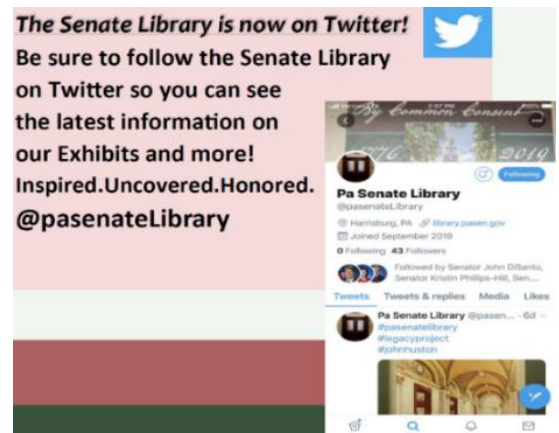 The Senate Library is now on Twitter!
Be sure to follow the Senate Library
on Twitter so you can see
the latest information on
our Exhibits and more!
Inspired.Uncovered.Honored.
@pasenateLibrary
By Common Consent
1776 2019
Following
Pa Senate Library
@pasenateLibrary
Harrisburg, PA library.pasen.gov
Joined September 2019
0 Following 43 Followers
Followed by Senator John DiSanto,
Senator Kristin Phillips-Hill, Sen....
Tweets Tweets & replies Media Likes
Pa Senate Library @pasen... · 6d
#pasenatelibrary
#legacyproject
#johnhuston